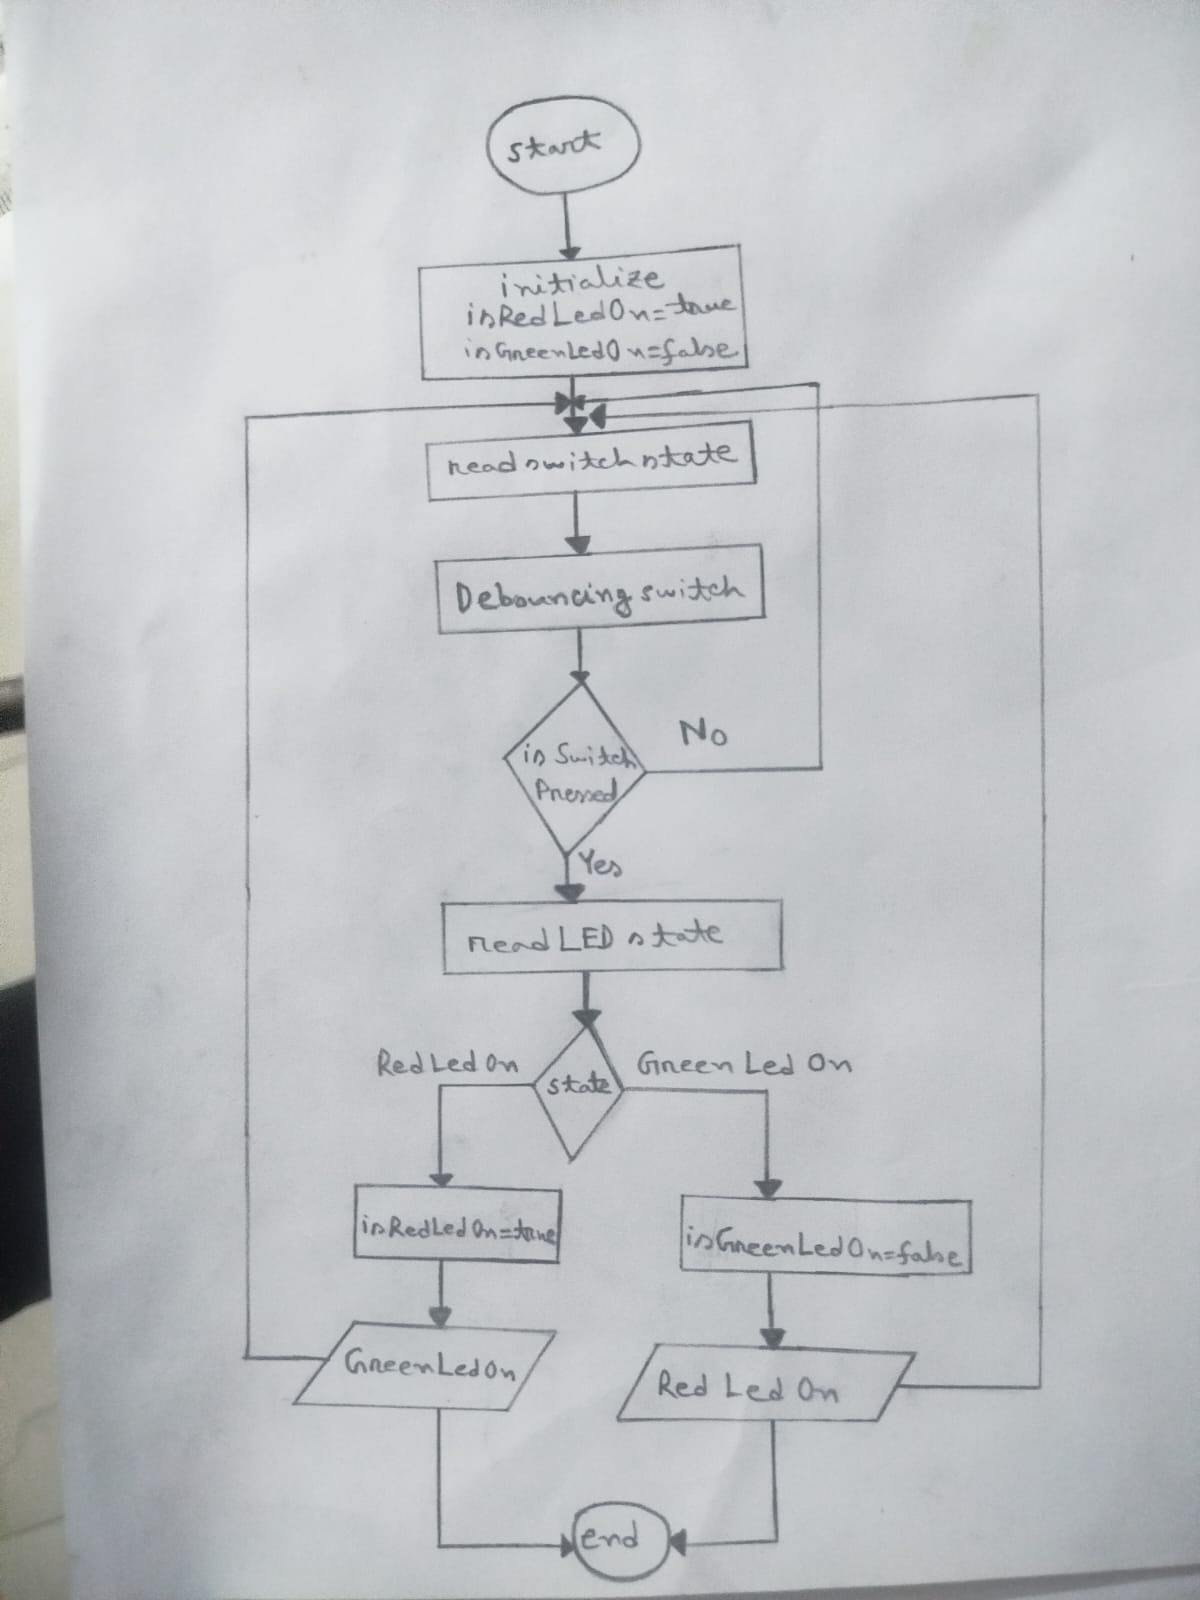 start
initialize
isRedLedOn=true
isGreenLedOn=false
read switch state
Debouncing switch
is Switch
Pressed
No
Yes
read LED state
Red Led On
Green Led On
state
isRedLedOn=true
isGreenLedOn=false
GreenLedOn
Red Led On
end